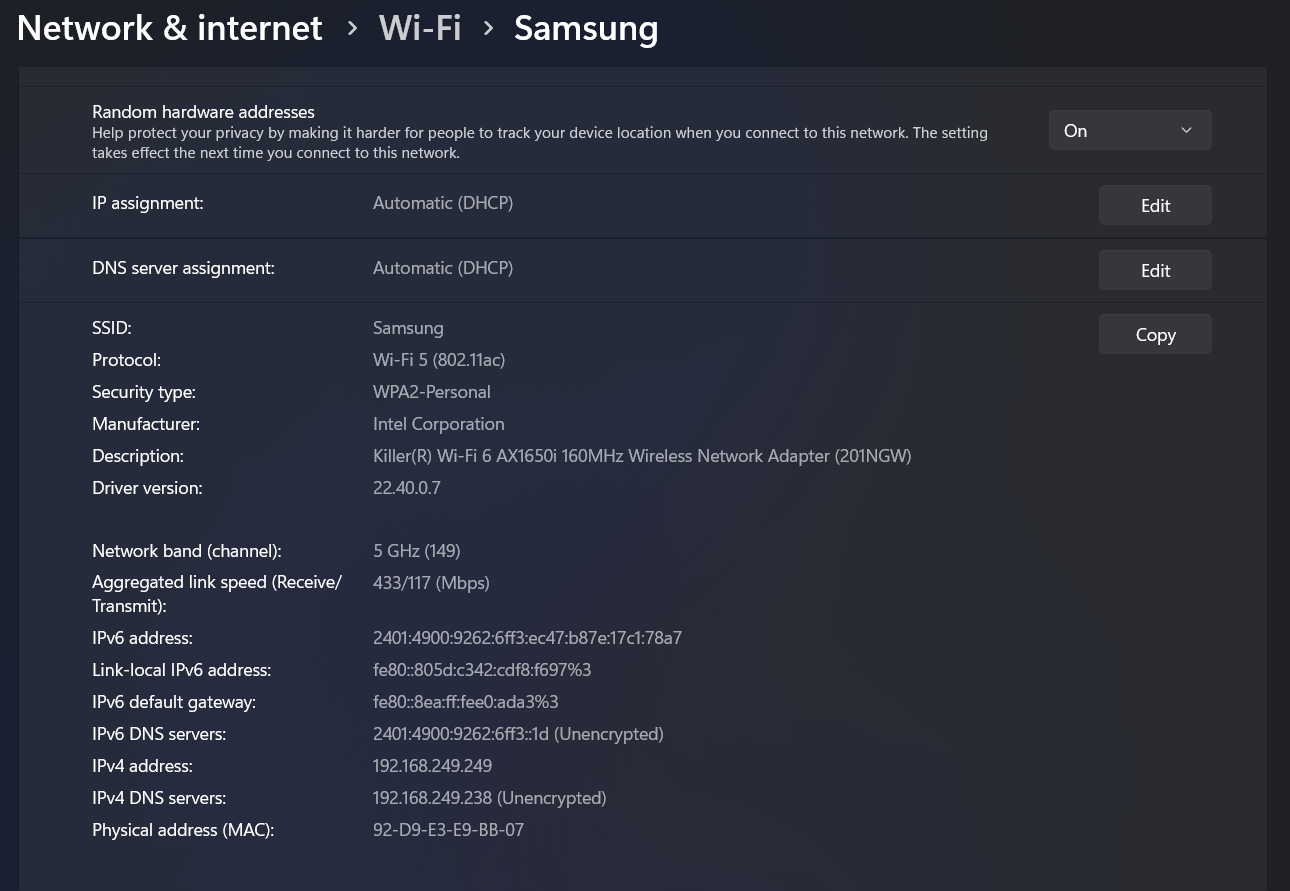 Network & internet > Wi-Fi > Samsung
Random hardware addresses
Help protect your privacy by making it harder for people to track your device location when you connect to this network. The setting
takes effect the next time you connect to this network.
On
IP assignment: Automatic (DHCP) Edit
DNS server assignment: Automatic (DHCP) Edit
SSID: Samsung Copy
Protocol: Wi-Fi 5 (802.11ac)
Security type: WPA2-Personal
Manufacturer: Intel Corporation
Description: Killer(R) Wi-Fi 6 AX1650i 160MHz Wireless Network Adapter (201NGW)
Driver version: 22.40.0.7
Network band (channel): 5 GHz (149)
Aggregated link speed (Receive/ 433/117 (Mbps)
Transmit):
IPv6 address: 2401:4900:9262:6ff3:ec47:b87e:17c1:78a7
Link-local IPv6 address: fe80::805d:c342:cdf8:f697%3
IPv6 default gateway: fe80::8ea:ff:fee0:ada3%3
IPv6 DNS servers: 2401:4900:9262:6ff3::1d (Unencrypted)
IPv4 address: 192.168.249.249
IPv4 DNS servers: 192.168.249.238 (Unencrypted)
Physical address (MAC): 92-D9-E3-E9-BB-07